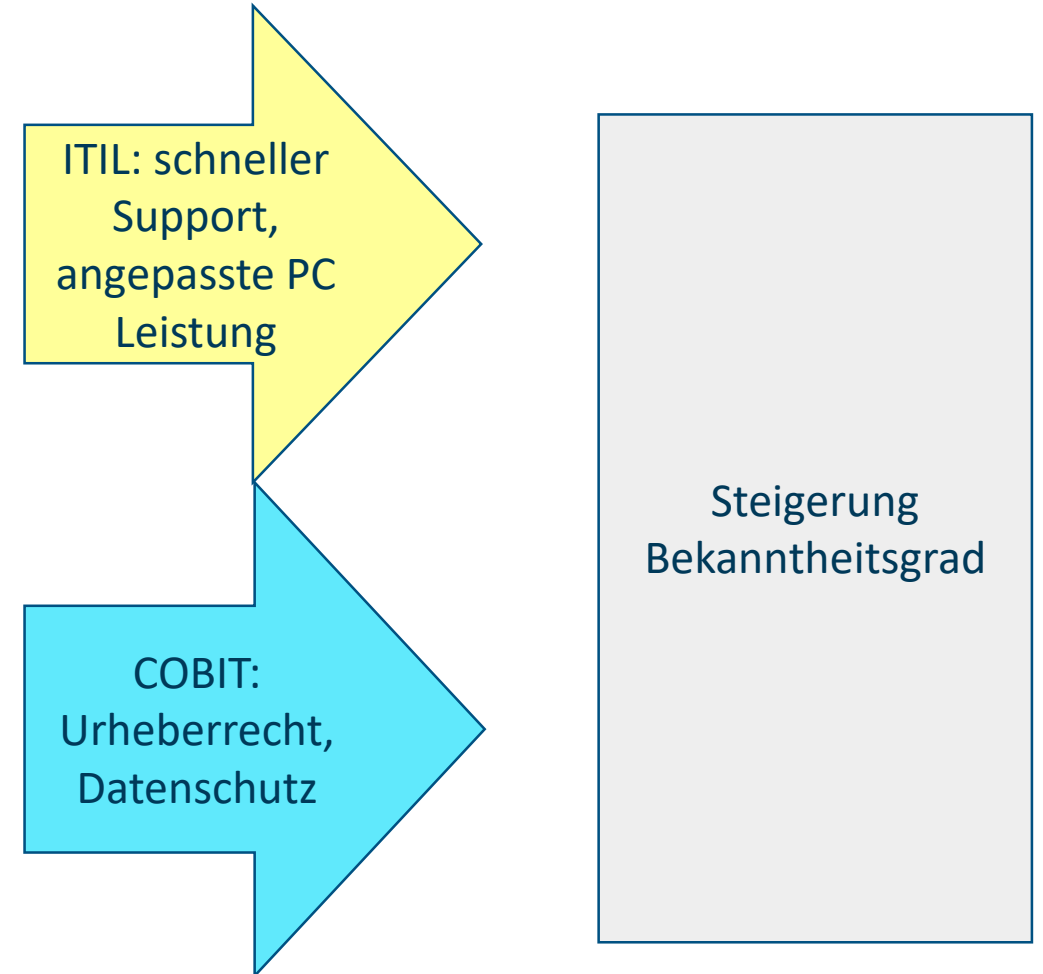 ITIL: schneller
Support,
angepasste PC
Leistung
Steigerung
Bekanntheitsgrad
COBIT:
Urheberrecht,
Datenschutz